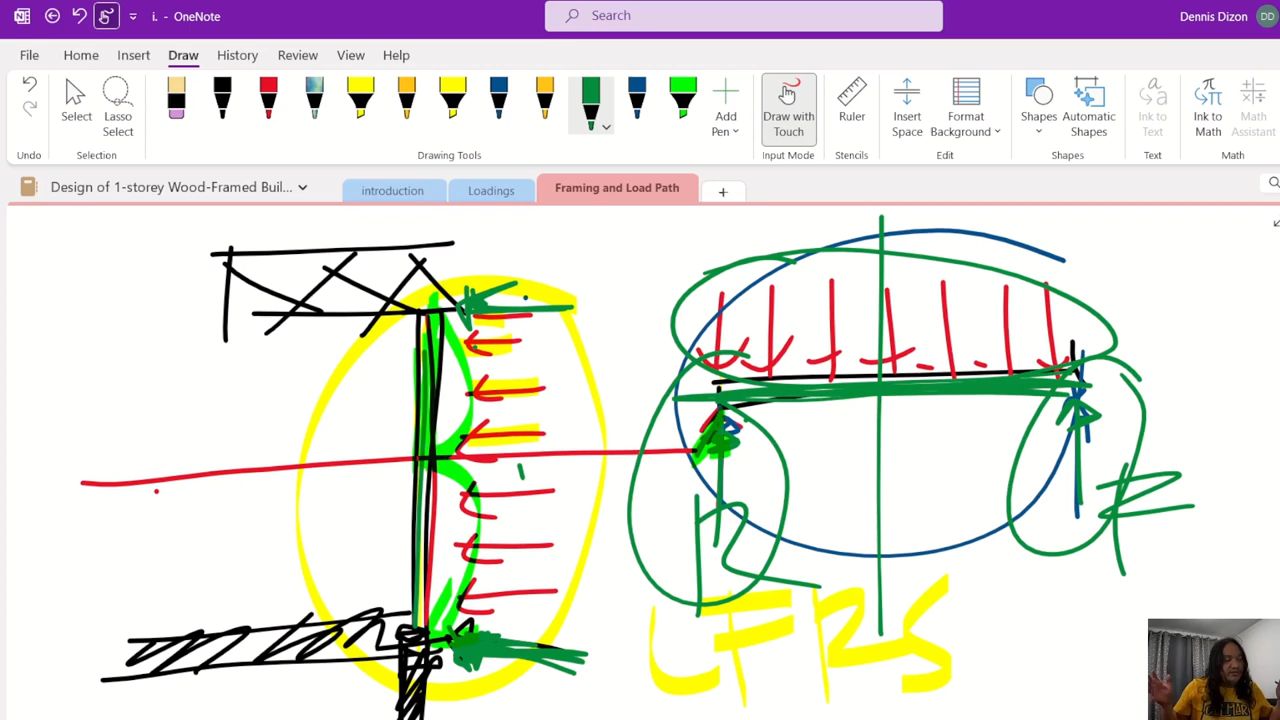 i. - OneNote
Search
Dennis Dizon
DD
File Home Insert Draw History Review View Help
Undo
Select
Lasso Select
Selection
Drawing Tools
Add Pen
Draw with Touch
Input Mode
Ruler
Stencils
Insert Space
Format Background
Edit
Shapes
Automatic Shapes
Shapes
Ink to Text
Text
Ink to Math
Math Assistant
Math
Design of 1-storey Wood-Framed Buil...
introduction
Loadings
Framing and Load Path
R
R
LFRS